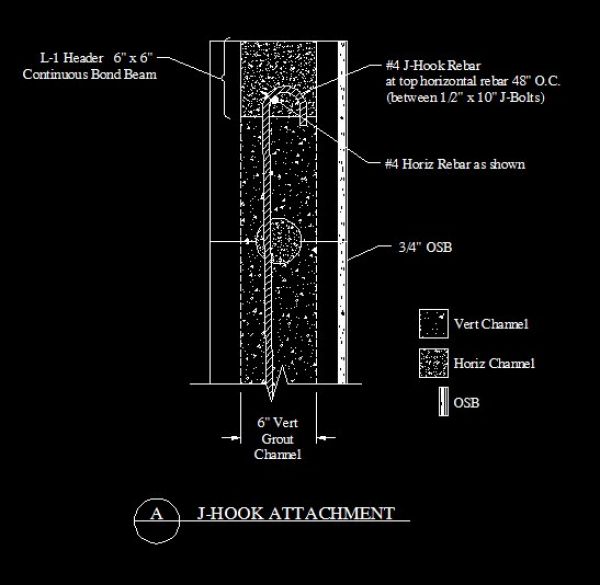 L-1 Header 6" x 6"
Continuous Bond Beam
#4 J-Hook Rebar
at top horizontal rebar 48" O.C.
(between 1/2" x 10" J-Bolts)
#4 Horiz Rebar as shown
3/4" OSB
Vert Channel
Horiz Channel
OSB
6" Vert
Grout
Channel
A
J-HOOK ATTACHMENT